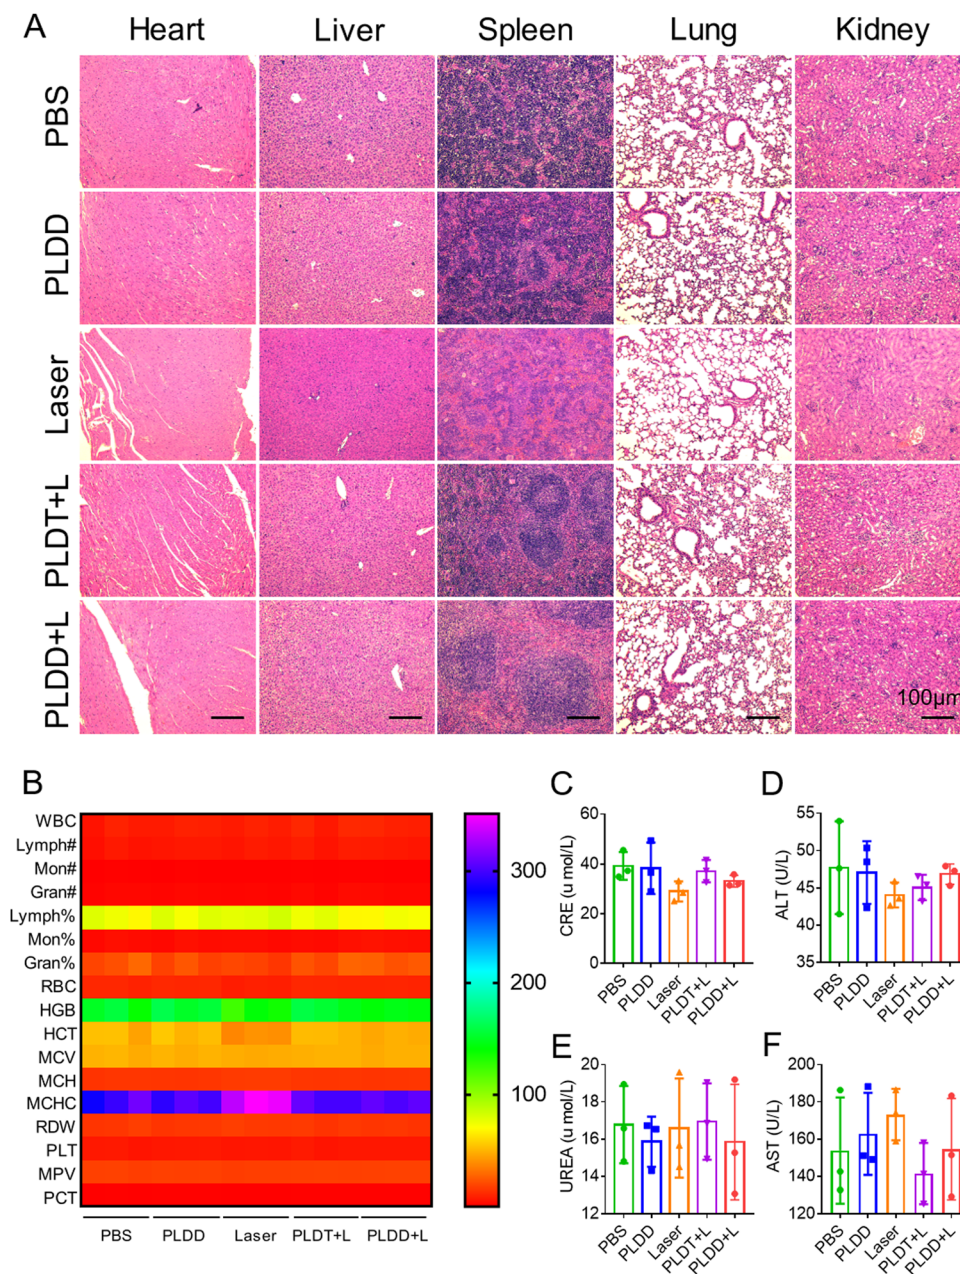 A
Heart Liver Spleen Lung Kidney
PBS
PLDD
Laser
PLDT+L
PLDD+L
100μm
B
WBC
Lymph#
Mon#
Gran#
Lymph%
Mon%
Gran%
RBC
HGB
HCT
MCV
MCH
MCHC
RDW
PLT
MPV
PCT
PBS PLDD Laser PLDT+L PLDD+L
300
200
100
C
CRE (u mol/L)
60
40
20
0
PBS PLDD Laser PLDT+L PLDD+L
D
ALT (U/L)
55
50
45
40
35
PBS PLDD Laser PLDT+L PLDD+L
E
UREA (u mol/L)
20
18
16
14
12
PBS PLDD Laser PLDT+L PLDD+L
F
AST (U/L)
200
180
160
140
120
PBS PLDD Laser PLDT+L PLDD+L